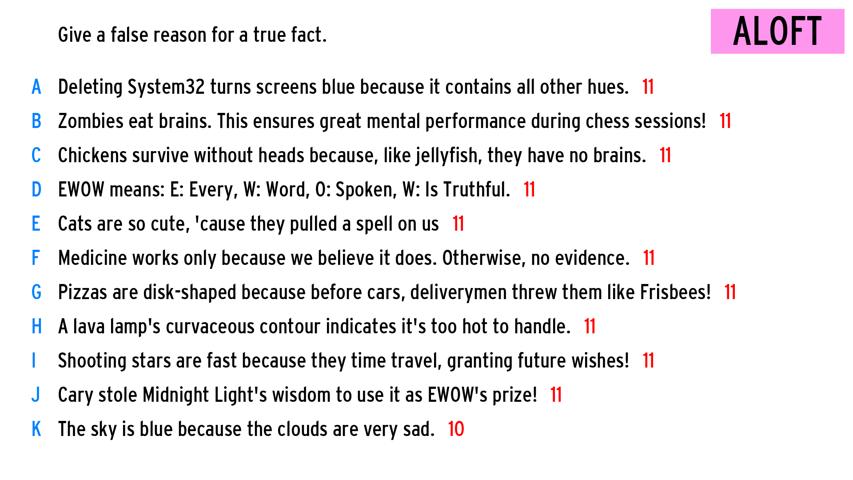 Give a false reason for a true fact.
ALOFT
A Deleting System32 turns screens blue because it contains all other hues. 11
B Zombies eat brains. This ensures great mental performance during chess sessions! 11
C Chickens survive without heads because, like jellyfish, they have no brains. 11
D EWOW means: E: Every, W: Word, O: Spoken, W: Is Truthful. 11
E Cats are so cute, 'cause they pulled a spell on us 11
F Medicine works only because we believe it does. Otherwise, no evidence. 11
G Pizzas are disk-shaped because before cars, deliverymen threw them like Frisbees! 11
H A lava lamp's curvaceous contour indicates it's too hot to handle. 11
I Shooting stars are fast because they time travel, granting future wishes! 11
J Cary stole Midnight Light's wisdom to use it as EWOW's prize! 11
K The sky is blue because the clouds are very sad. 10